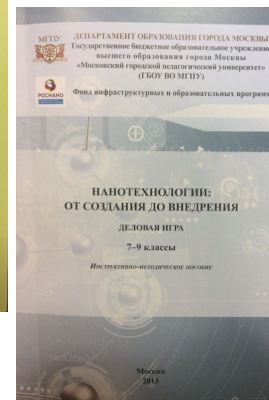 МГПУ
ДЕПАРТАМЕНТ ОБРАЗОВАНИЯ ГОРОДА МОСКВЫ
Государственное бюджетное образовательное учреждение
высшего образования города Москвы
«Московский городской педагогический университет»
(ГБОУ ВО МГПУ)
РОСНАНО
Фонд инфраструктурных и образовательных программ
НАНОТЕХНОЛОГИИ:
ОТ СОЗДАНИЯ ДО ВНЕДРЕНИЯ
ДЕЛОВАЯ ИГРА
7–9 классы
Инструктивно-методическое пособие
Москва
2015